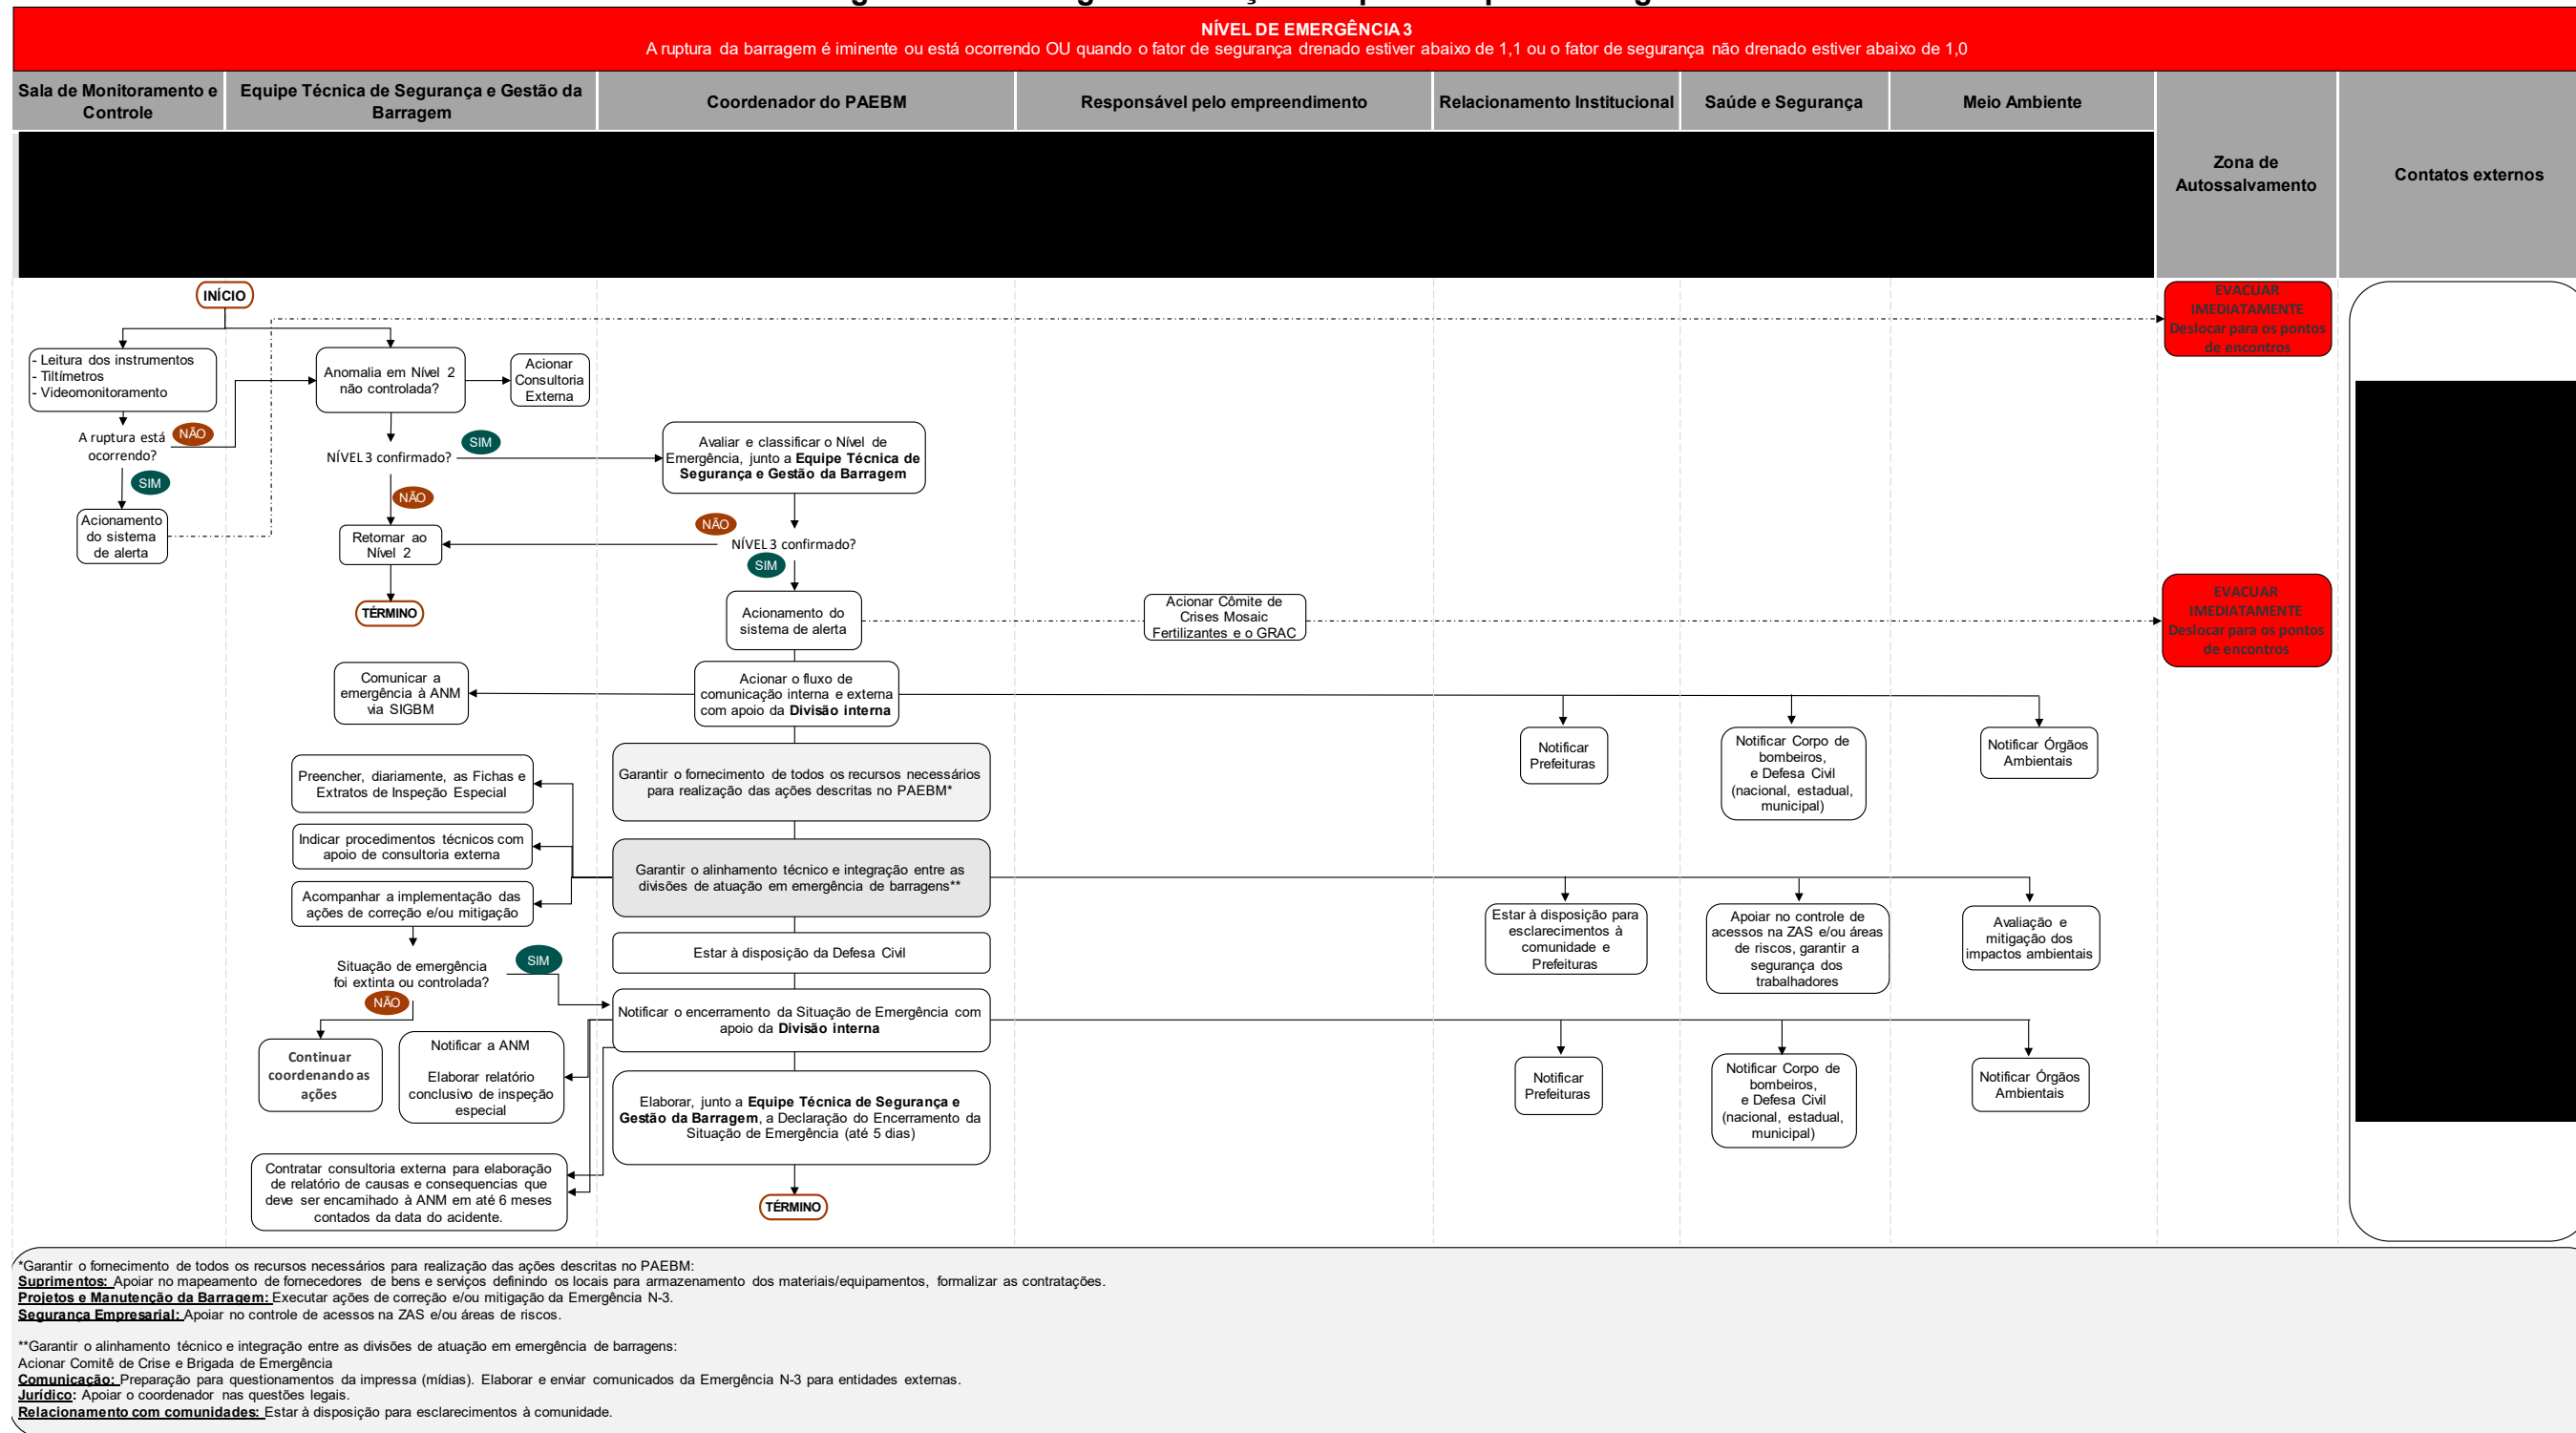 NÍVEL DE EMERGÊNCIA 3
A ruptura da barragem é iminente ou está ocorrendo OU quando o fator de segurança drenado estiver abaixo de 1,1 ou o fator de segurança não drenado estiver abaixo de 1,0
Sala de Monitoramento e
Controle
Equipe Técnica de Segurança e Gestão da
Barragem
Coordenador do PAEBM
Responsável pelo empreendimento
Relacionamento Institucional
Saúde e Segurança
Meio Ambiente
Zona de
Autossalvamento
Contatos externos
INÍCIO
EVACUAR
IMEDIATAMENTE
Deslocar para os pontos
de encontros
- Leitura dos instrumentos
- Tiltímetros
- Videomonitoramento
Anomalia em Nível 2
não controlada?
Acionar
Consultoria
Externa
A ruptura está
ocorrendo?
NÃO
SIM
Acionamento
do sistema
de alerta
NÍVEL 3 confirmado?
SIM
NÃO
Retornar ao
Nível 2
TÉRMINO
Avaliar e classificar o Nível de
Emergência, junto a Equipe Técnica de
Segurança e Gestão da Barragem
NÃO
NÍVEL 3 confirmado?
SIM
Acionamento do
sistema de alerta
Acionar Cômite de
Crises Mosaic
Fertilizantes e o GRAC
EVACUAR
IMEDIATAMENTE
Deslocar para os pontos
de encontros
Comunicar a
emergência à ANM
via SIGBM
Acionar o fluxo de
comunicação interna e externa
com apoio da Divisão interna
Notificar
Prefeituras
Notificar Corpo de
bombeiros,
e Defesa Civil
(nacional, estadual,
municipal)
Notificar Órgãos
Ambientais
Preencher, diariamente, as Fichas e
Extratos de Inspeção Especial
Garantir o fornecimento de todos os recursos necessários
para realização das ações descritas no PAEBM*
Indicar procedimentos técnicos com
apoio de consultoria externa
Garantir o alinhamento técnico e integração entre as
divisões de atuação em emergência de barragens**
Acompanhar a implementação das
ações de correção e/ou mitigação
Estar à disposição para
esclarecimentos à
comunidade e
Prefeituras
Apoiar no controle de
acessos na ZAS e/ou áreas
de riscos, garantir a
segurança dos
trabalhadores
Avaliação e
mitigação dos
impactos ambientais
Estar à disposição da Defesa Civil
Situação de emergência
foi extinta ou controlada?
SIM
NÃO
Continuar
coordenando as
ações
Notificar a ANM
Elaborar relatório
conclusivo de inspeção
especial
Notificar o encerramento da Situação de Emergência com
apoio da Divisão interna
Notificar
Prefeituras
Notificar Corpo de
bombeiros,
e Defesa Civil
(nacional, estadual,
municipal)
Notificar Órgãos
Ambientais
Elaborar, junto a Equipe Técnica de Segurança e
Gestão da Barragem, a Declaração do Encerramento da
Situação de Emergência (até 5 dias)
Contratar consultoria externa para elaboração
de relatório de causas e consequencias que
deve ser encamihado à ANM em até 6 meses
contados da data do acidente.
TÉRMINO
*Garantir o fornecimento de todos os recursos necessários para realização das ações descritas no PAEBM:
Suprimentos: Apoiar no mapeamento de fornecedores de bens e serviços definindo os locais para armazenamento dos materiais/equipamentos, formalizar as contratações.
Projetos e Manutenção da Barragem: Executar ações de correção e/ou mitigação da Emergência N-3.
Segurança Empresarial: Apoiar no controle de acessos na ZAS e/ou áreas de riscos.
**Garantir o alinhamento técnico e integração entre as divisões de atuação em emergência de barragens:
Acionar Comitê de Crise e Brigada de Emergência
Comunicação: Preparação para questionamentos da impressa (mídias). Elaborar e enviar comunicados da Emergência N-3 para entidades externas.
Jurídico: Apoiar o coordenador nas questões legais.
Relacionamento com comunidades: Estar à disposição para esclarecimentos à comunidade.